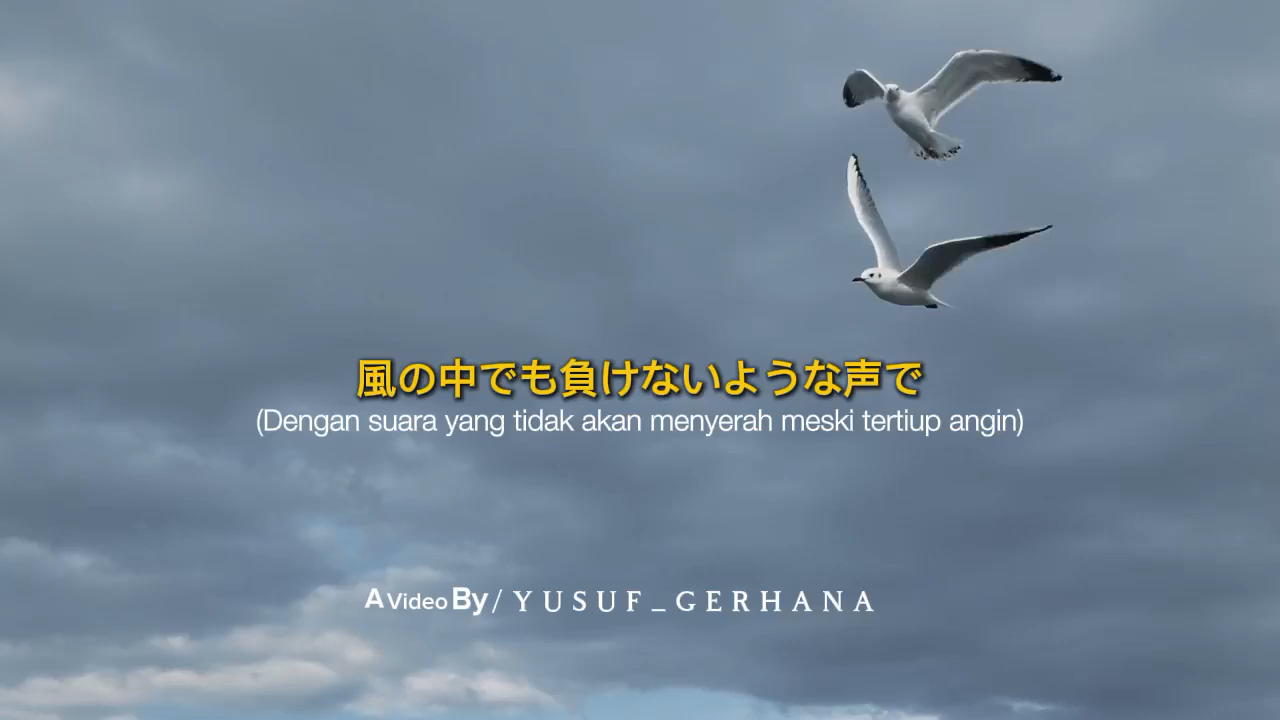 風の中でも負けないような声で
(Dengan suara yang tidak akan menyerah meski tertiup angin)
A Video By / YUSUF_GERHANA